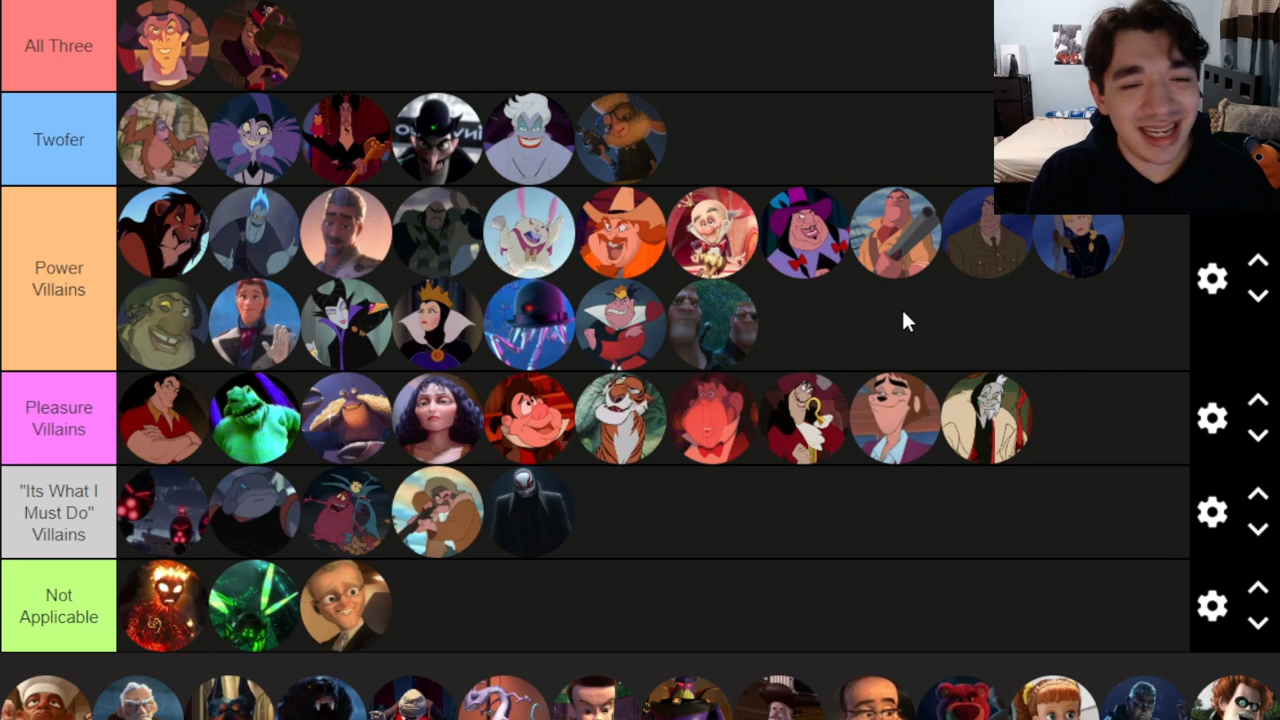 All Three
Twofer
Power
Villains
Pleasure
Villains
"Its What I
Must Do"
Villains
Not
Applicable